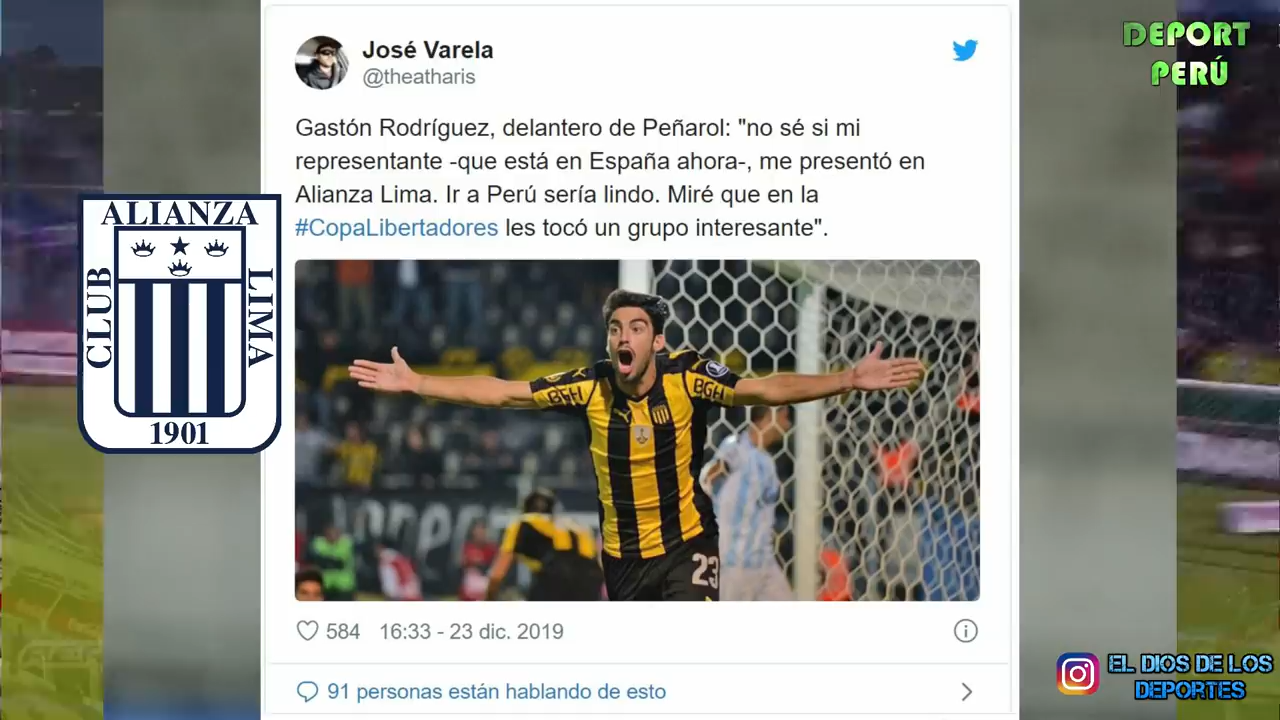 DEPORT
PERÚ
José Varela
@theatharis
Gastón Rodríguez, delantero de Peñarol: "no sé si mi
representante -que está en España ahora-, me presentó en
Alianza Lima. Ir a Perú sería lindo. Miré que en la
#CopaLibertadores les tocó un grupo interesante".
ALIANZA
CLUB
LIMA
1901
BGH
BGH
23
584 16:33 - 23 dic. 2019
91 personas están hablando de esto
EL DIOS DE LOS
DEPORTES